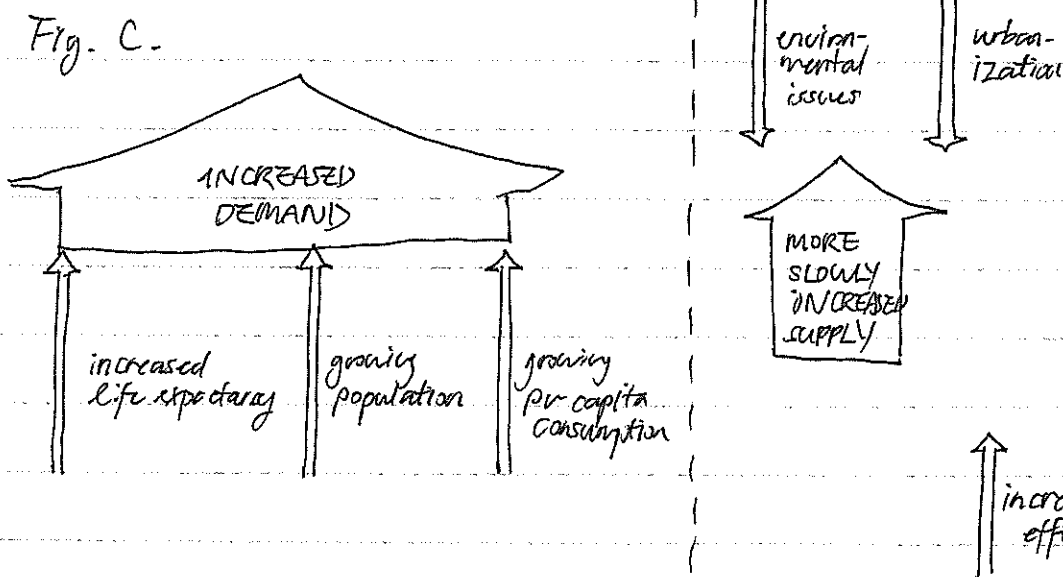 Fig. C.
INCREASED
DEMAND
increased
life expectancy
growing
population
growing
pr capita
consumption
environ-
mental
issues
urban-
ization
MORE
SLOWLY
INCREASED
SUPPLY